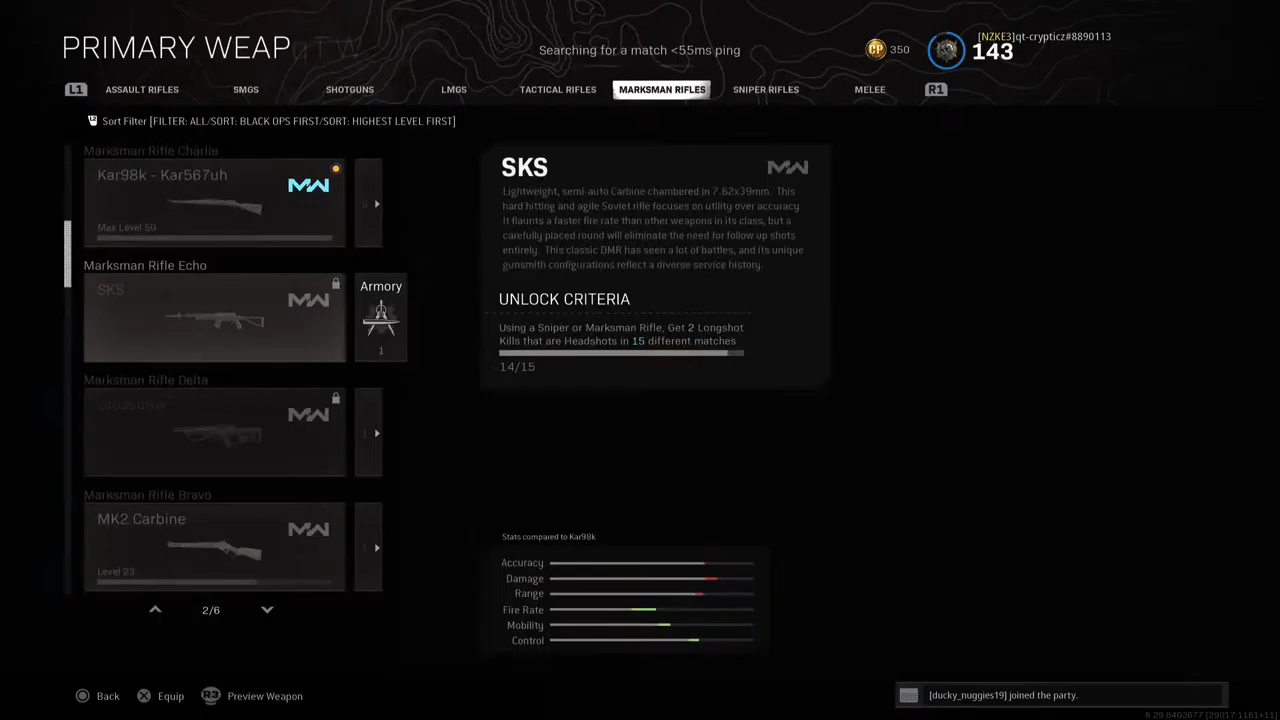 PRIMARY WEAP
Searching for a match <55ms ping
CP 350
[NZKE3]qt-crypticz#8890113
143
L1 ASSAULT RIFLES SMGS SHOTGUNS LMGS TACTICAL RIFLES MARKSMAN RIFLES SNIPER RIFLES MELEE R1
Sort Filter [FILTER: ALL/SORT: BLACK OPS FIRST/SORT: HIGHEST LEVEL FIRST]
Marksman Rifle Charlie
Kar98k - Kar567uh
MW
Max Level 50
Marksman Rifle Echo
SKS
MW
Armory
1
Marksman Rifle Delta
MW
Marksman Rifle Bravo
MK2 Carbine
MW
Level 23
2/6
SKS
MW
Lightweight, semi-auto Carbine chambered in 7.62x39mm. This
hard hitting and agile Soviet rifle focuses on utility over accuracy
It flaunts a faster fire rate than other weapons in its class, but a
carefully placed round will eliminate the need for follow up shots
entirely. This classic DMR has seen a lot of battles, and its unique
gunsmith configurations reflect a diverse service history.
UNLOCK CRITERIA
Using a Sniper or Marksman Rifle, Get 2 Longshot
Kills that are Headshots in 15 different matches
14/15
Stats compared to Kar98k
Accuracy
Damage
Range
Fire Rate
Mobility
Control
Back Equip R3 Preview Weapon
[ducky_nuggies19] joined the party.